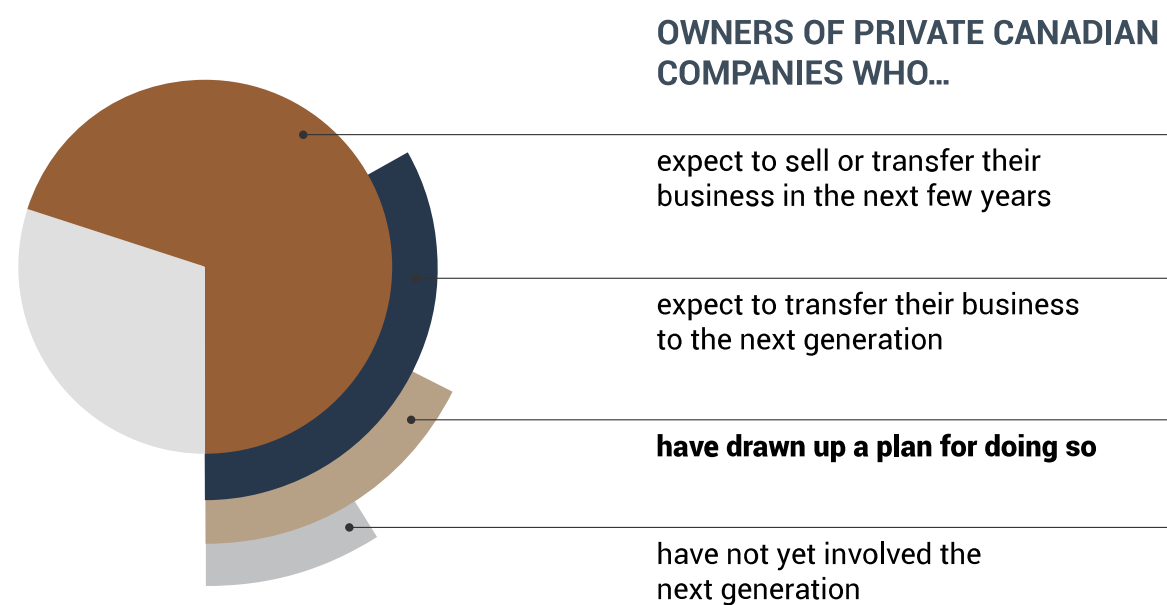 OWNERS OF PRIVATE CANADIAN
COMPANIES WHO...
expect to sell or transfer their
business in the next few years
expect to transfer their business
to the next generation
have drawn up a plan for doing so
have not yet involved the
next generation